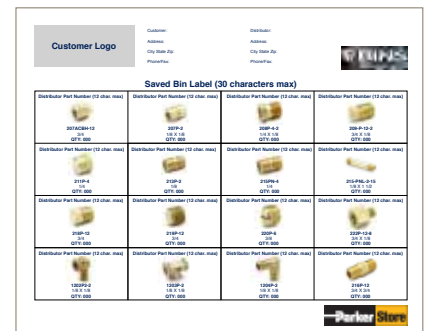 Customer Logo
Customer:
Address:
City State Zip
Phone/Fax:
Distributor
Address:
City State Zip
Phone/Fax:
Saved Bin Label (30 characters max)
Distributor Part Number (12 char. max)
207ACBH-12
3/4
QTY: 000
Distributor Part Number (12 char. max)
207P-2
1/8 X 1/8
QTY: 000
Distributor Part Number (12 char. max)
208P-4-2
1/4 X 1/8
QTY: 000
Distributor Part Number (12 char. max)
209-P-12-2
3/4 X 1/8
QTY: 000
Distributor Part Number (12 char. max)
211P-4
1/4
QTY: 000
Distributor Part Number (12 char. max)
213P-2
1/8
QTY: 000
Distributor Part Number (12 char. max)
215PN-4
1/4
QTY: 000
Distributor Part Number (12 char. max)
215-PNL-2-15
1/8 X 1 1/2
QTY: 000
Distributor Part Number (12 char. max)
218P-12
3/4
QTY: 000
Distributor Part Number (12 char. max)
219P-12
3/4
QTY: 000
Distributor Part Number (12 char. max)
220P-6
3/8
QTY: 000
Distributor Part Number (12 char. max)
222P-12-6
3/4 X 1/8
QTY: 000
Distributor Part Number (12 char. max)
1202P2-2
1/8 X 1/8
QTY: 000
Distributor Part Number (12 char. max)
1203P-2
1/8 X 1/8
QTY: 000
Distributor Part Number (12 char. max)
1204P-2
1/8 X 1/8
QTY: 000
Distributor Part Number (12 char. max)
216P-12
3/4 X 3/4
QTY: 000
Parker Store